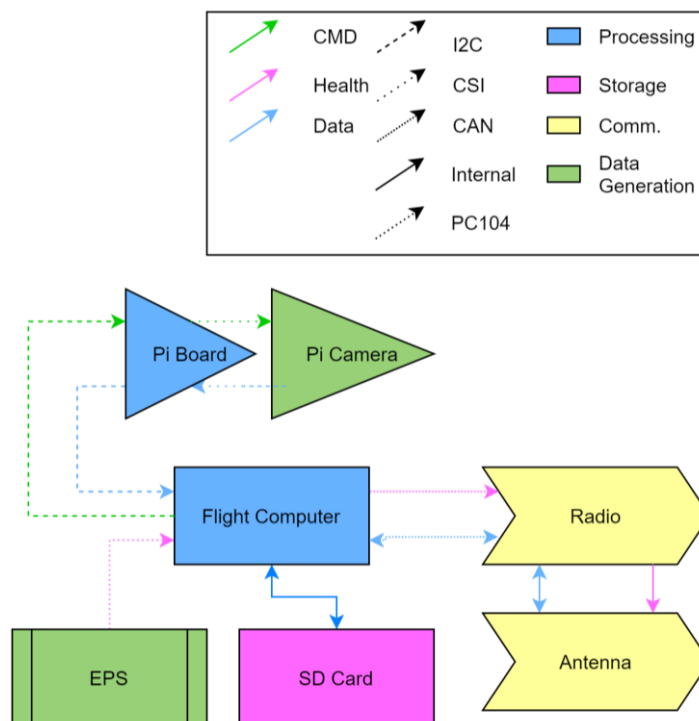 CMD
I2C
Processing
Health
CSI
Storage
Data
CAN
Comm.
Internal
Data
Generation
PC104
Pi Board
Pi Camera
Flight Computer
Radio
EPS
SD Card
Antenna